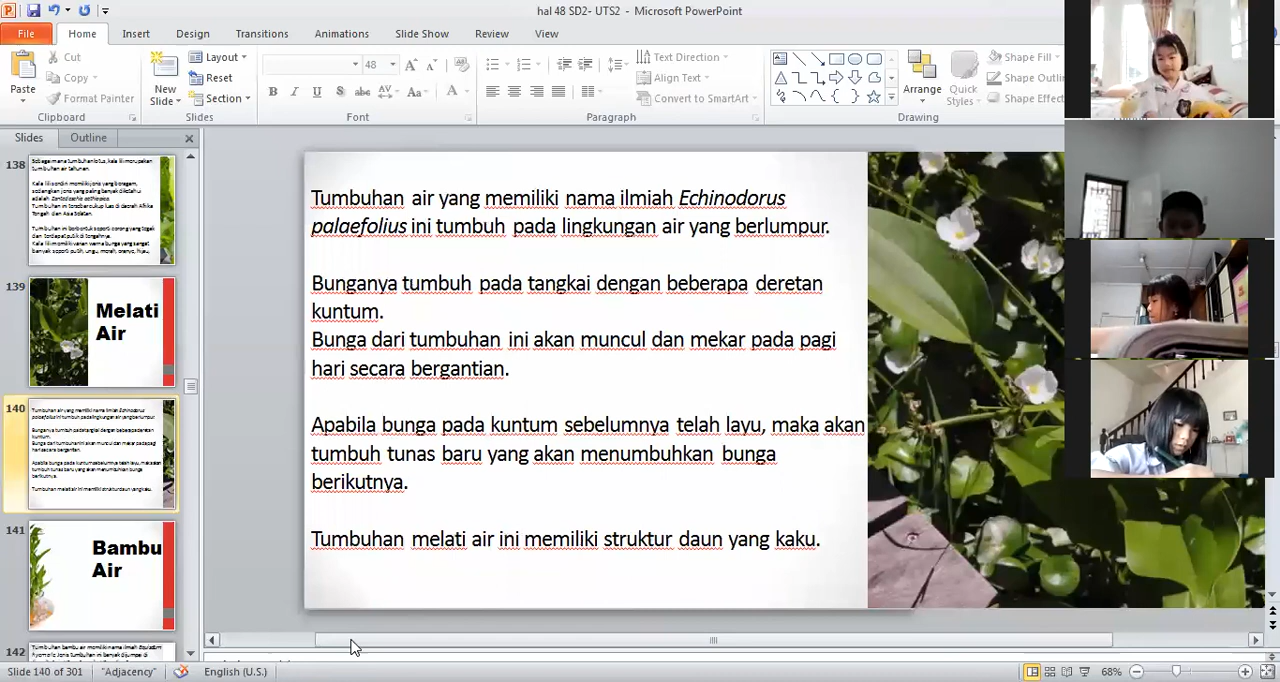 hal 48 SD2- UTS2 - Microsoft PowerPoint
File Home Insert Design Transitions Animations Slide Show Review View
Paste
Cut
Copy
Format Painter
Clipboard
New Slide
Layout
Reset
Section
Slides
48
B I U S abc AV Aa A
Font
Text Direction
Align Text
Convert to SmartArt
Paragraph
Arrange
Quick Styles
Shape Fill
Shape Outli
Shape Effect
Drawing
Slides Outline
138
139
Melati
Air
140
141
Bambu
Air
142
Tumbuhan air yang memiliki nama ilmiah Echinodorus
palaefolius ini tumbuh pada lingkungan air yang berlumpur.
Bunganya tumbuh pada tangkai dengan beberapa deretan
kuntum.
Bunga dari tumbuhan ini akan muncul dan mekar pada pagi
hari secara bergantian.
Apabila bunga pada kuntum sebelumnya telah layu, maka akan
tumbuh tunas baru yang akan menumbuhkan bunga
berikutnya.
Tumbuhan melati air ini memiliki struktur daun yang kaku.
Slide 140 of 301 "Adjacency" English (U.S.) 68%